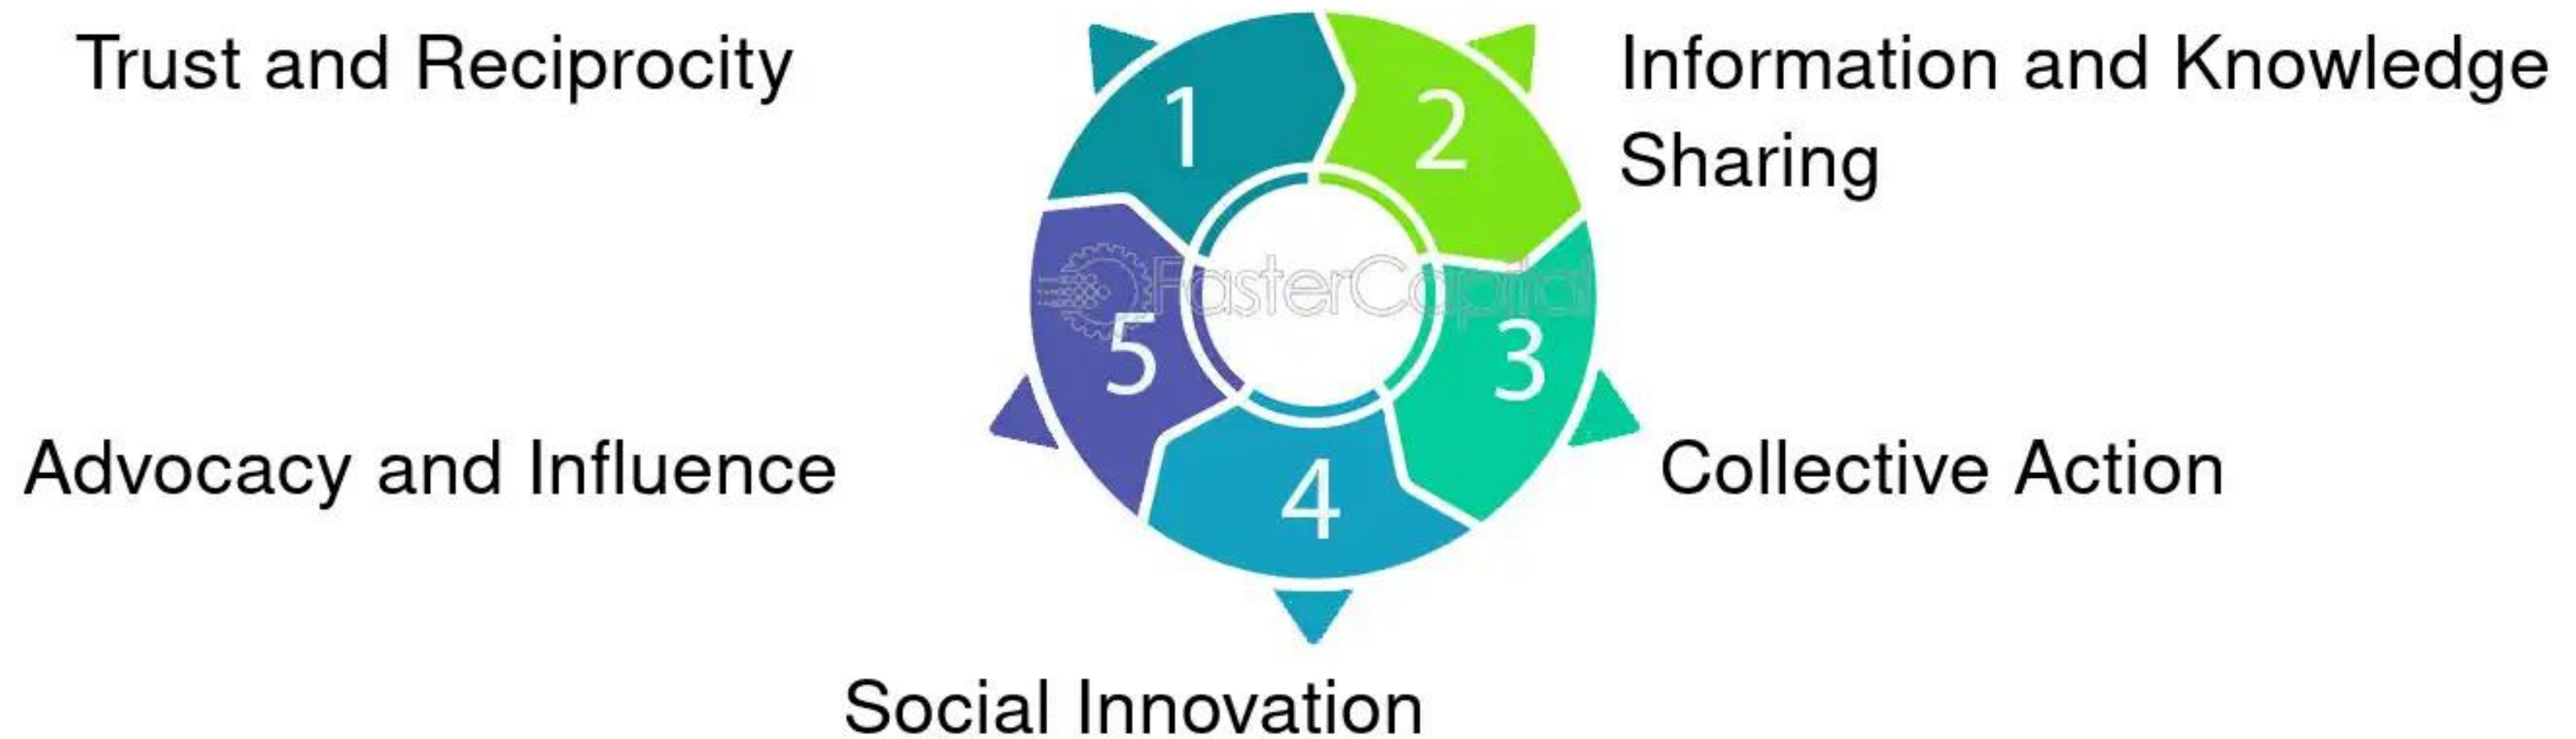 Trust and Reciprocity
1
2
Information and Knowledge
Sharing
FasterCapital
5
3
Advocacy and Influence
Collective Action
4
Social Innovation